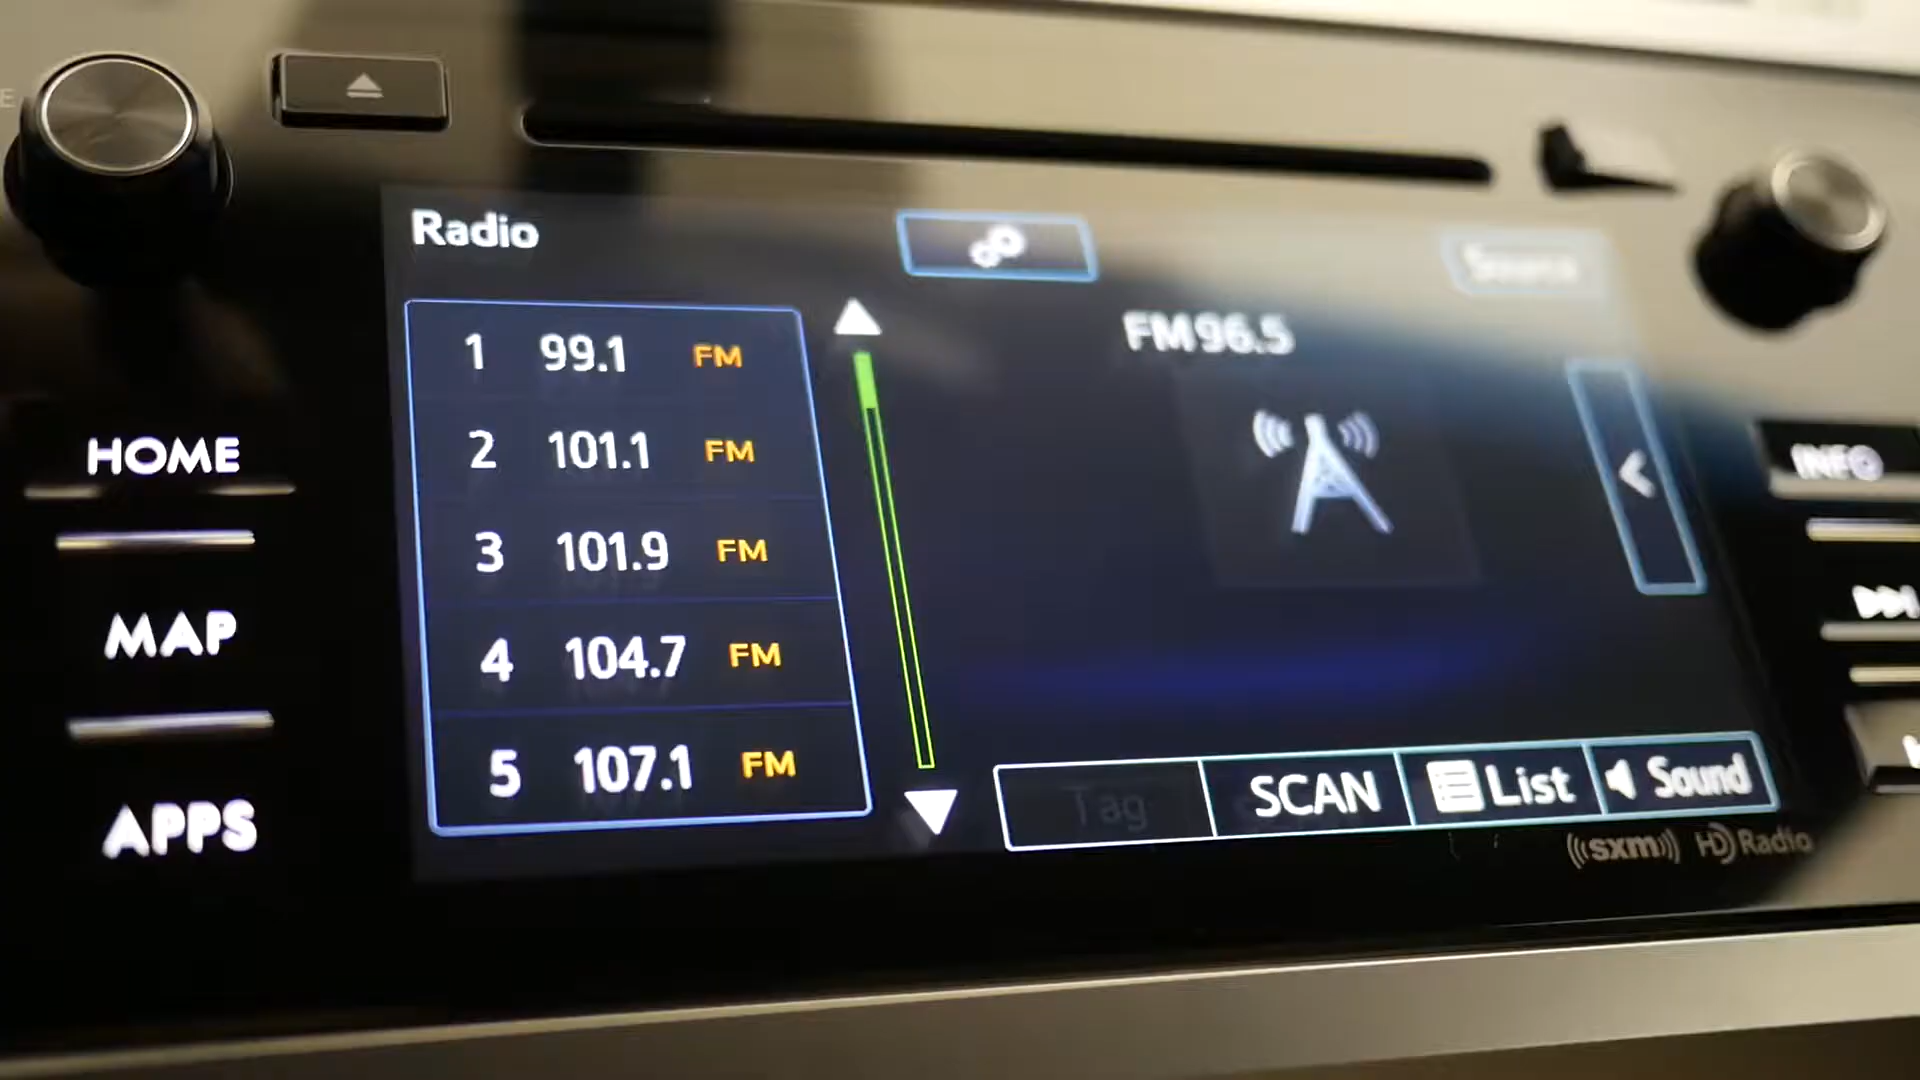 Radio
Source
1 99.1 FM
2 101.1 FM
3 101.9 FM
4 104.7 FM
5 107.1 FM
FM96.5
Tag
SCAN
List
Sound
HOME
MAP
APPS
INFO
((sxm))
HD Radio